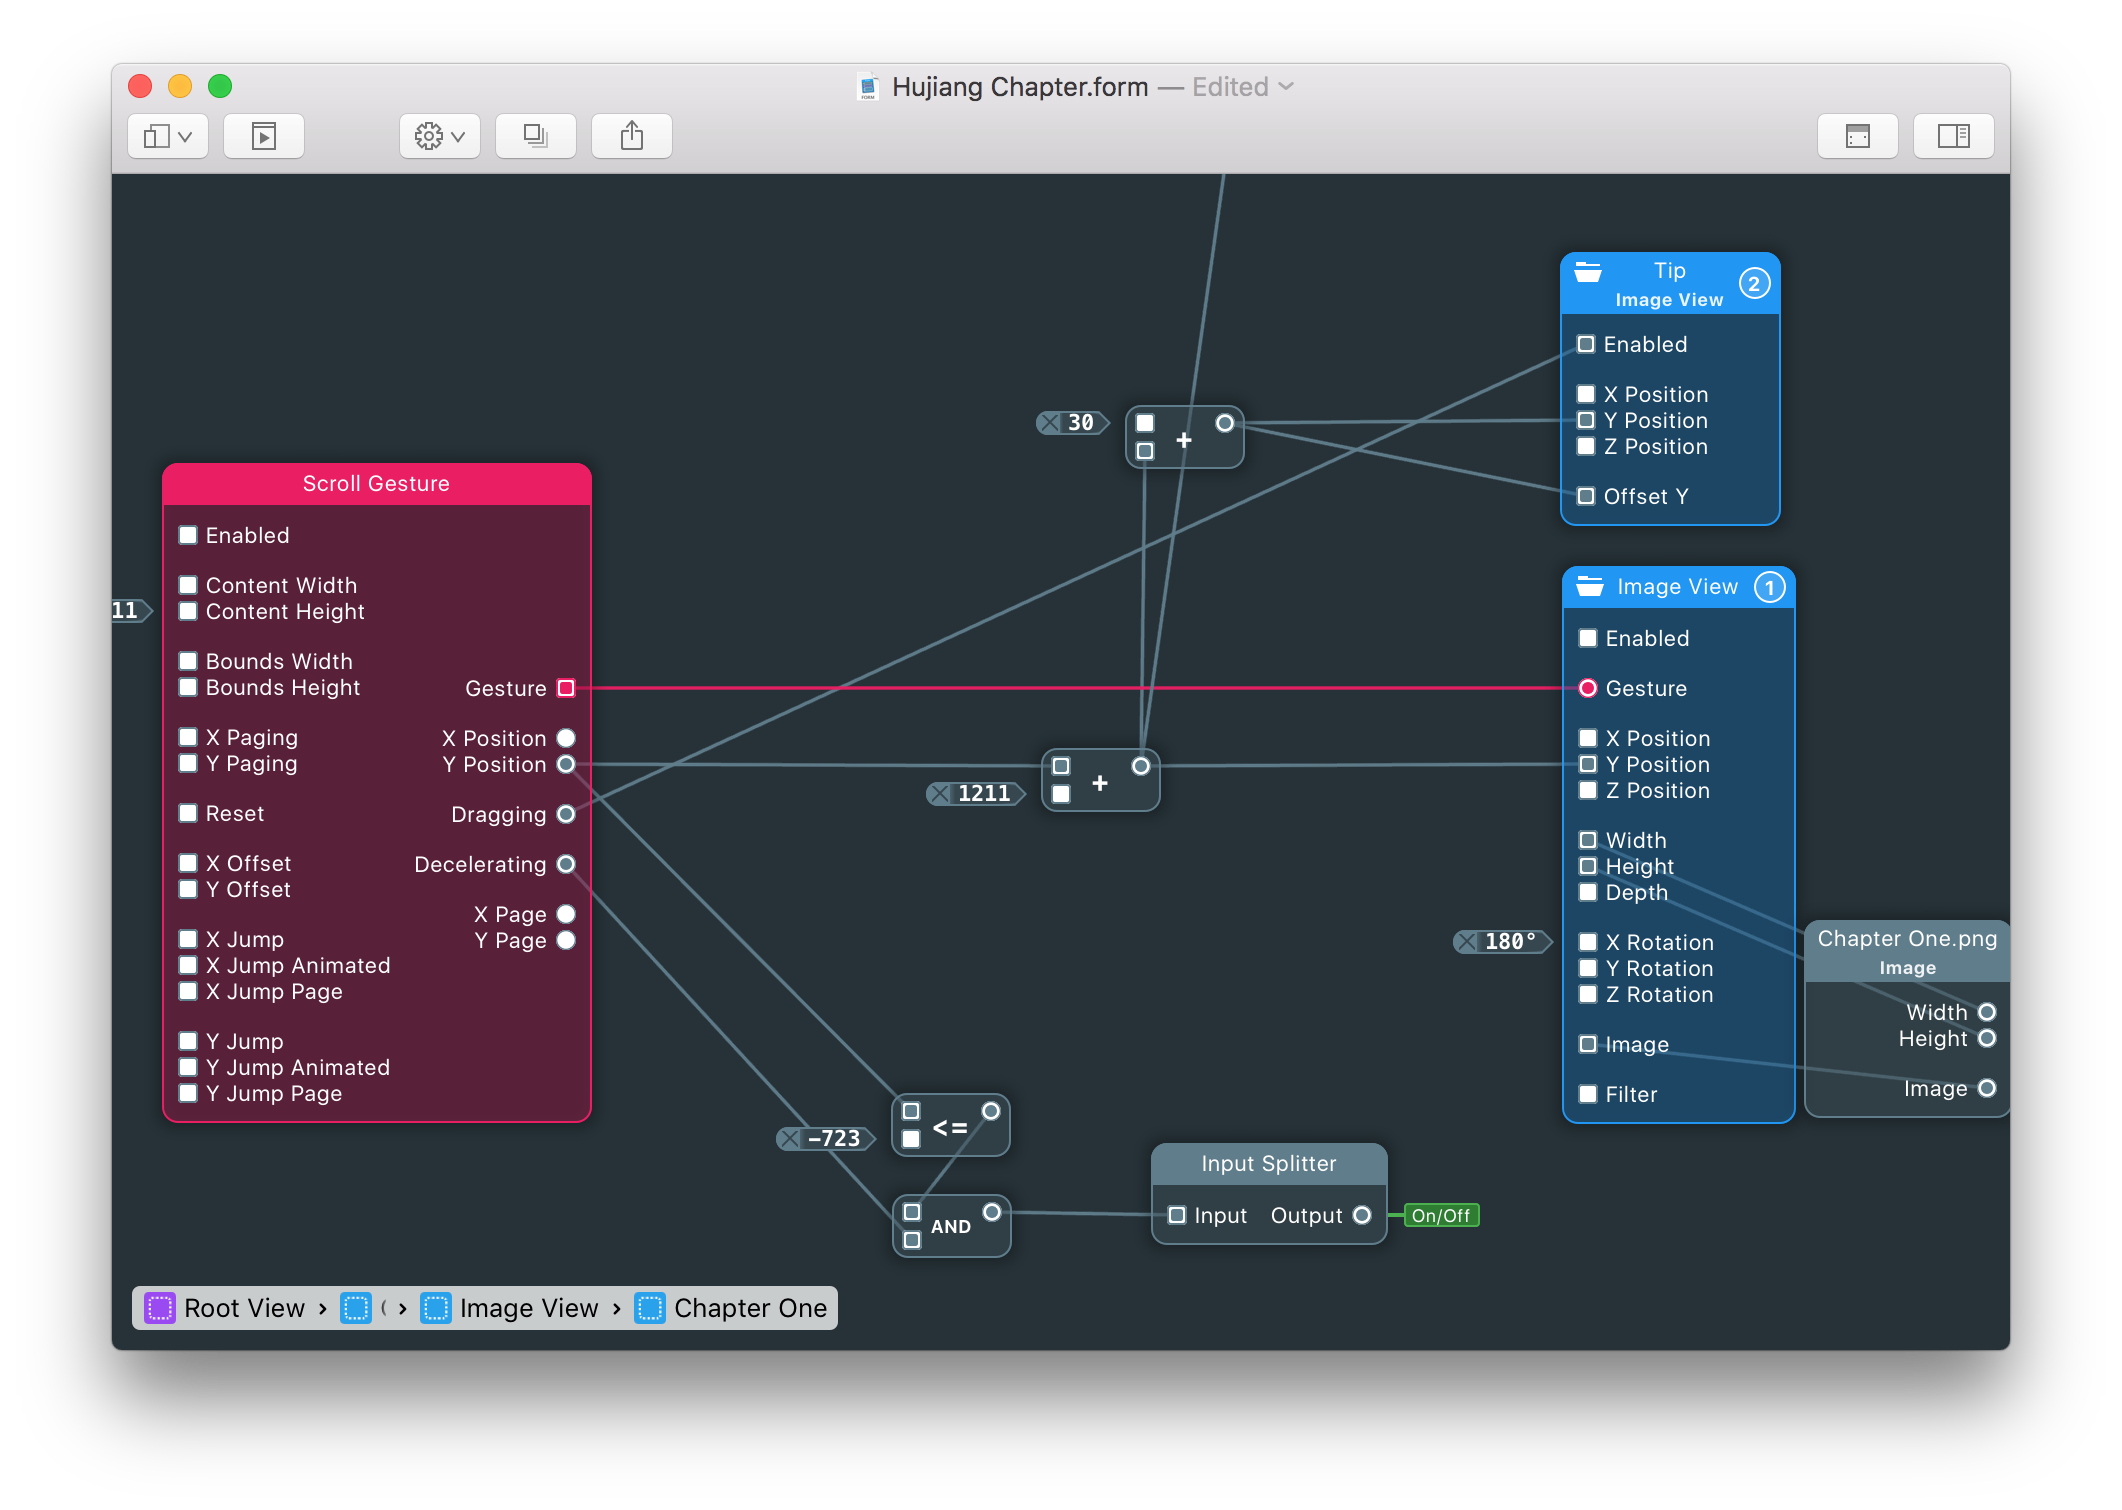 Hujiang Chapter.form — Edited
Tip
Image View
2
Enabled
X Position
Y Position
Z Position
Offset Y
30
+
Scroll Gesture
Enabled
Content Width
11
Content Height
Bounds Width
Bounds Height
Gesture
X Paging
X Position
Y Paging
Y Position
Reset
Dragging
X Offset
Decelerating
Y Offset
X Page
X Jump
Y Page
X Jump Animated
X Jump Page
Y Jump
Y Jump Animated
Y Jump Page
1211
+
Image View
1
Enabled
Gesture
X Position
Y Position
Z Position
Width
Height
Depth
180°
X Rotation
Y Rotation
Z Rotation
Image
Filter
Chapter One.png
Image
Width
Height
Image
-723
<=
AND
Input Splitter
Input Output
On/Off
Root View › ( › Image View › Chapter One